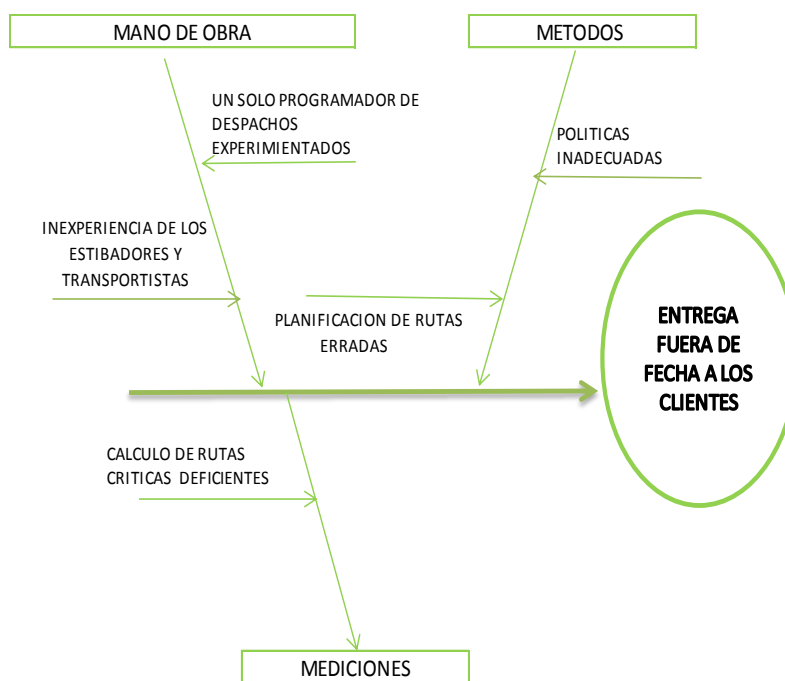 MANO DE OBRA
METODOS
UN SOLO PROGRAMADOR DE
DESPACHOS
EXPERIMIENTADOS
POLITICAS
INADECUADAS
INEXPERIENCIA DE LOS
ESTIBADORES Y
TRANSPORTISTAS
PLANIFICACION DE RUTAS
ERRADAS
ENTREGA
FUERA DE
FECHA A LOS
CLIENTES
CALCULO DE RUTAS
CRITICAS DEFICIENTES
MEDICIONES